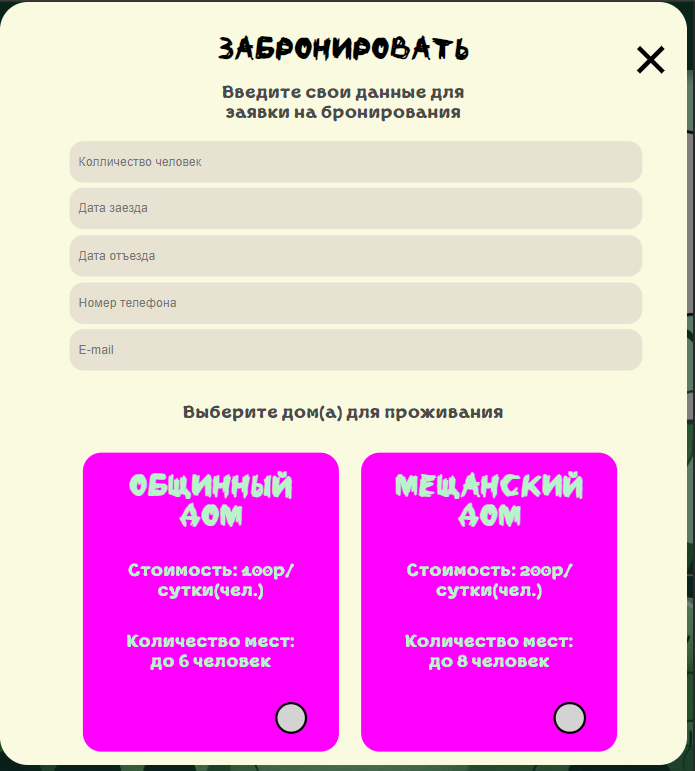 ЗАБРОНИРОВАТЬ
Введите свои данные для
заявки на бронирования
Колличество человек
Дата заезда
Дата отъезда
Номер телефона
E-mail
Выберите дом(а) для проживания
ОБЩИННЫЙ
ДОМ
Стоимость: 400р/
сутки(чел.)
Количество мест:
до 6 человек
МЕЩАНСКИЙ
ДОМ
Стоимость: 200р/
сутки(чел.)
Количество мест:
до 8 человек